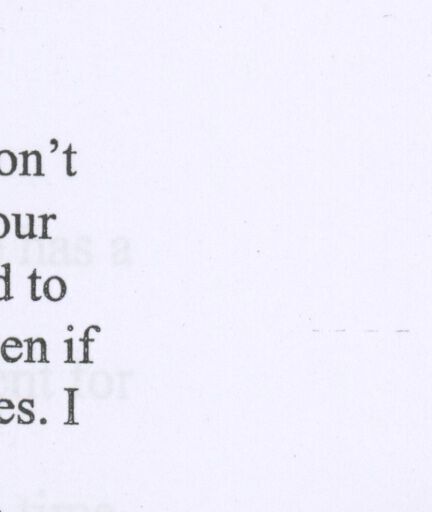 on’t
our
d to
en if
es. I